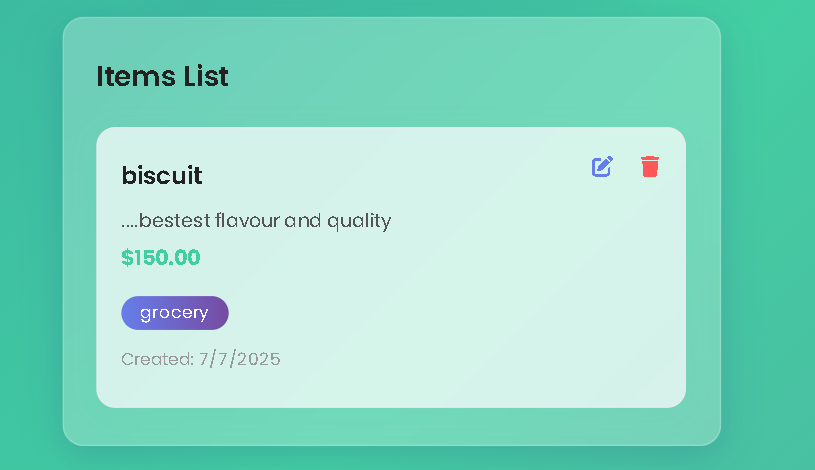 Items List
biscuit
....bestest flavour and quality
$150.00
grocery
Created: 7/7/2025